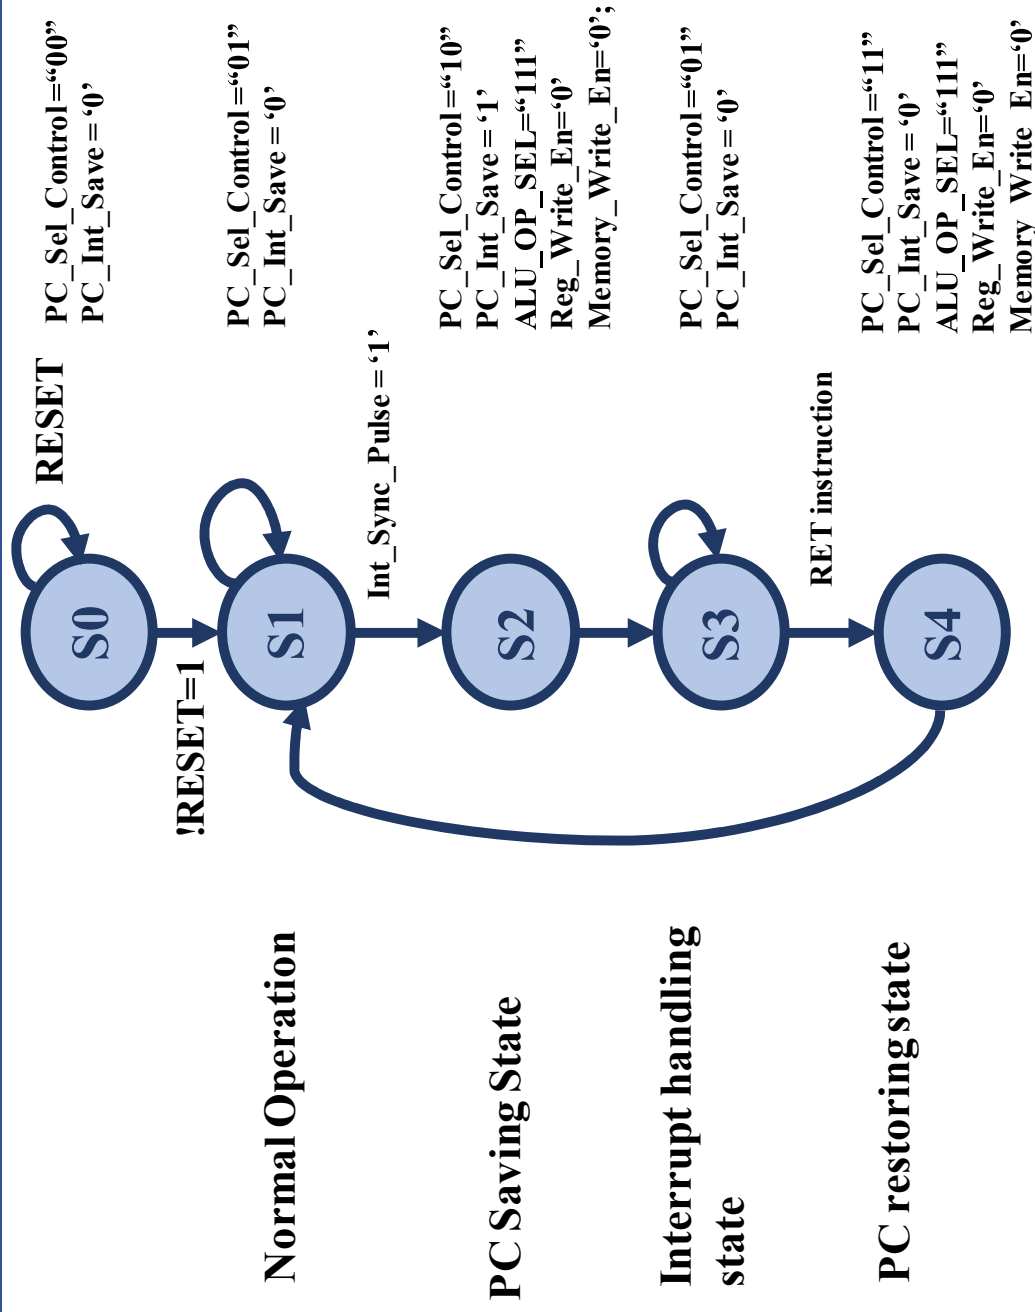 RESET
S0
PC_Sel_Control=“00”
PC_Int_Save = ‘0’
!RESET=1
Normal Operation
S1
PC_Sel_Control=“01”
PC_Int_Save = ‘0’
Int_Sync_Pulse = ‘1’
PC Saving State
S2
PC_Sel_Control=“10”
PC_Int_Save = ‘1’
ALU_OP_SEL=“111”
Reg_Write_En=‘0’
Memory_Write_En=‘0’;
Interrupt handling
state
S3
PC_Sel_Control=“01”
PC_Int_Save = ‘0’
RET instruction
PC restoring state
S4
PC_Sel_Control=“11”
PC_Int_Save = ‘0’
ALU_OP_SEL=“111”
Reg_Write_En=‘0’
Memory_Write_En=‘0’